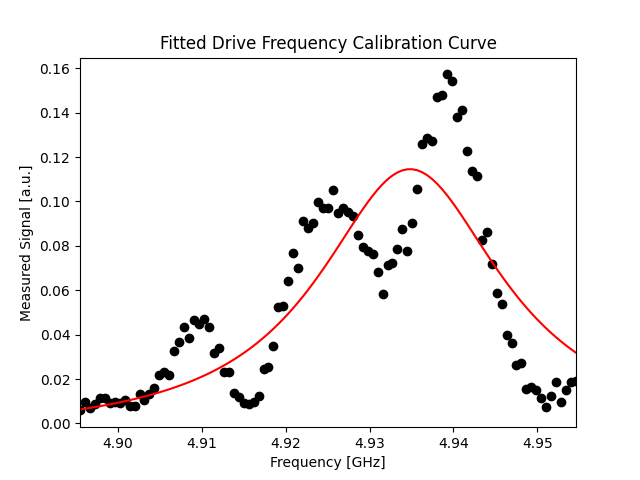 Fitted Drive Frequency Calibration Curve
0.16
0.14
0.12
0.10
0.08
0.06
0.04
0.02
0.00
Measured Signal [a.u.]
4.90 4.91 4.92 4.93 4.94 4.95
Frequency [GHz]